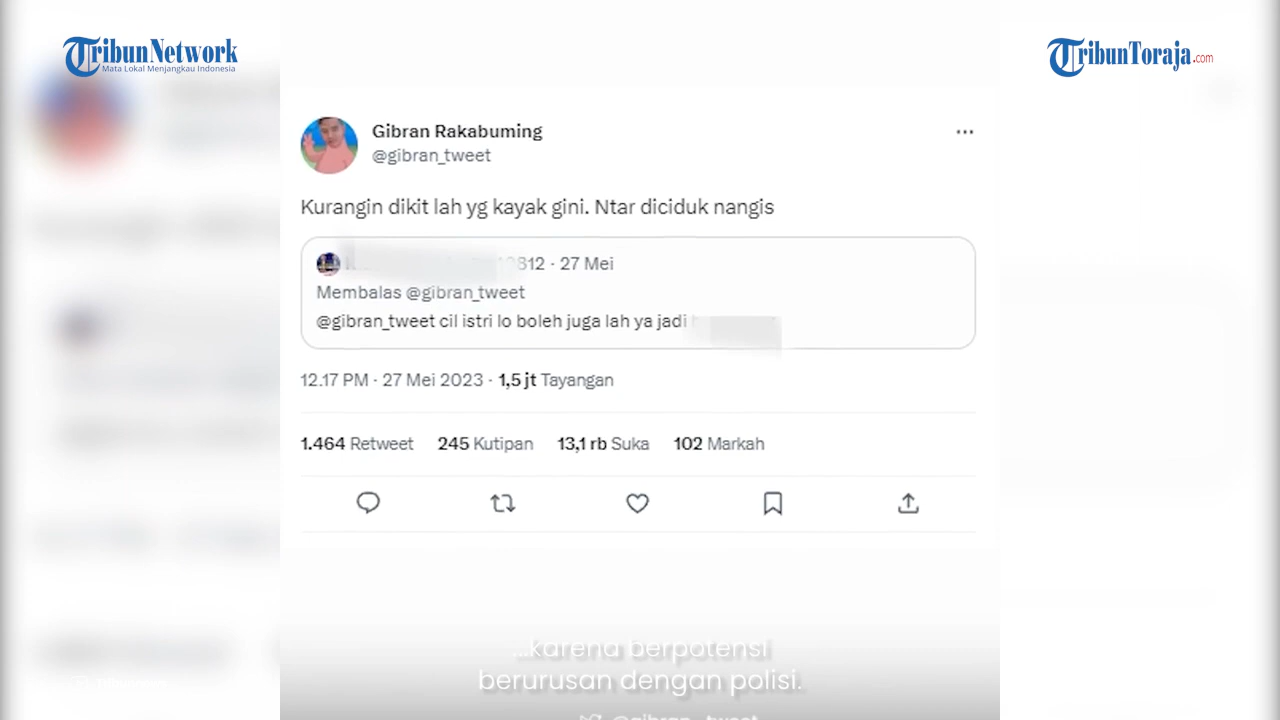 TribunNetwork
Mata Lokal Menjangkau Indonesia
TribunToraja.com
Gibran Rakabuming
@gibran_tweet
Kurangin dikit lah yg kayak gini. Ntar diciduk nangis
812 · 27 Mei
Membalas @gibran_tweet
@gibran_tweet cil istri lo boleh juga lah ya jadi
12.17 PM · 27 Mei 2023 · 1,5 jt Tayangan
1.464 Retweet 245 Kutipan 13,1 rb Suka 102 Markah
...karena berpotensi
berurusan dengan polisi.
@gibran_tweet